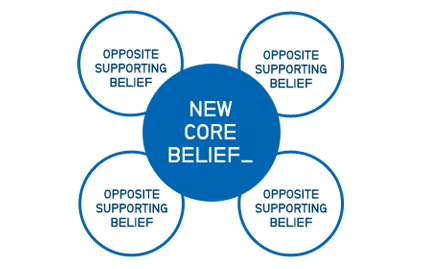 OPPOSITE
SUPPORTING
BELIEF
OPPOSITE
SUPPORTING
BELIEF
NEW
CORE
BELIEF_
OPPOSITE
SUPPORTING
BELIEF
OPPOSITE
SUPPORTING
BELIEF